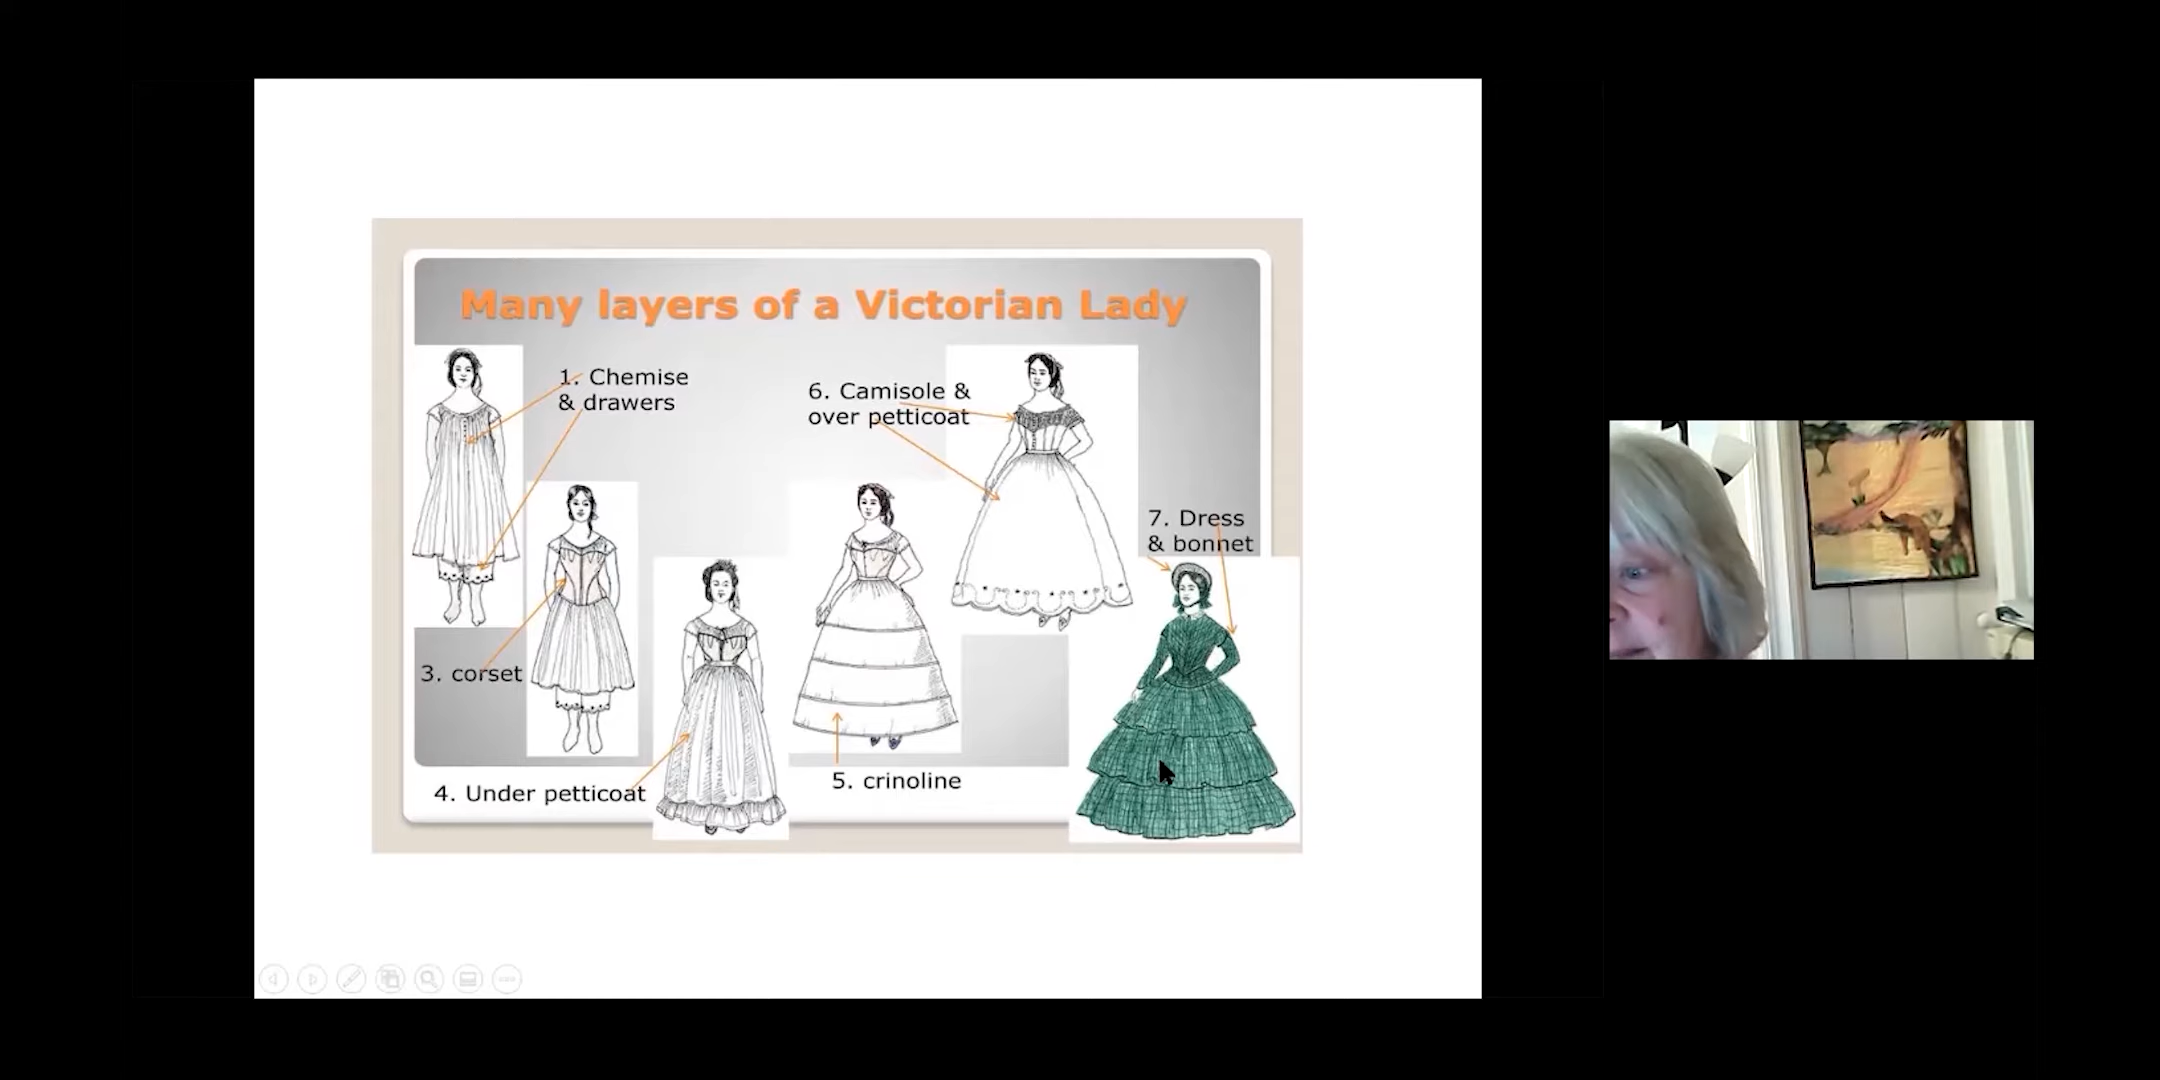 Many layers of a Victorian Lady
1. Chemise
& drawers
3. corset
4. Under petticoat
5. crinoline
6. Camisole &
over petticoat
7. Dress
& bonnet